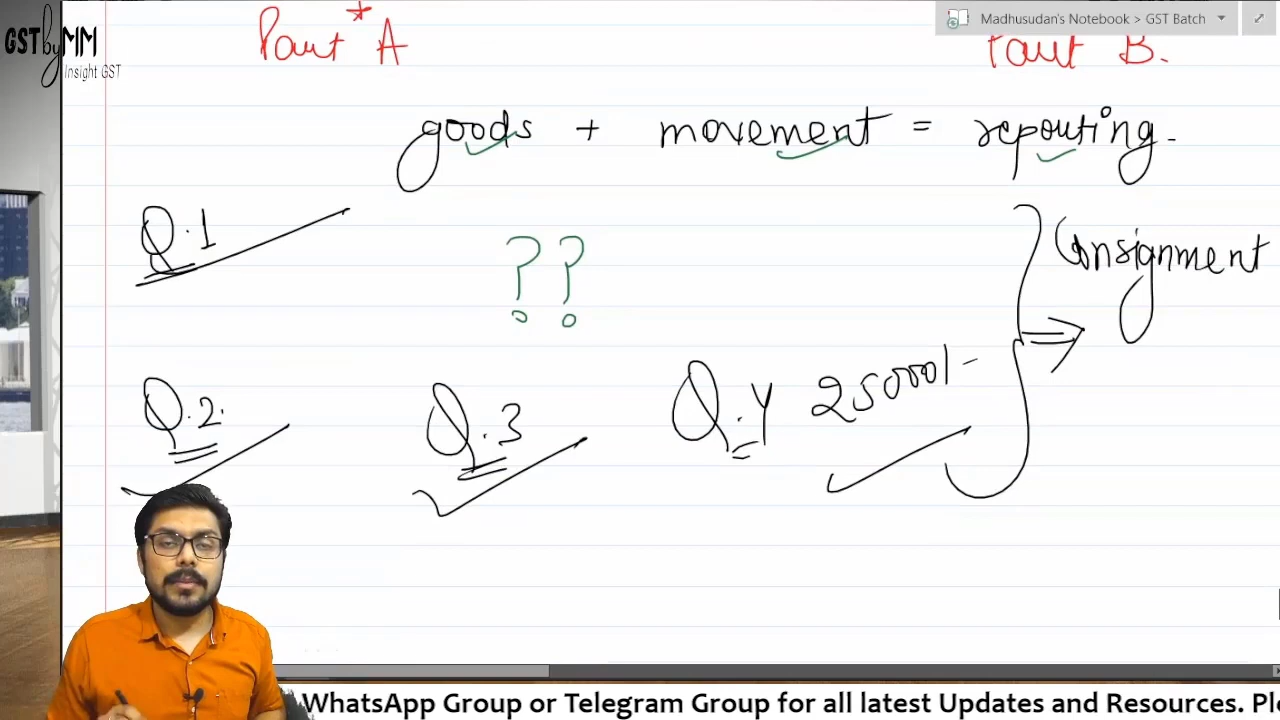 GST by MM
Insight GST
Madhusudan's Notebook > GST Batch
Part * A
Part B.
goods + movement = reporting.
Q.1
??
Consignment
Q.2.
Q.3
Q.4 25000/-
WhatsApp Group or Telegram Group for all latest Updates and Resources. Pl